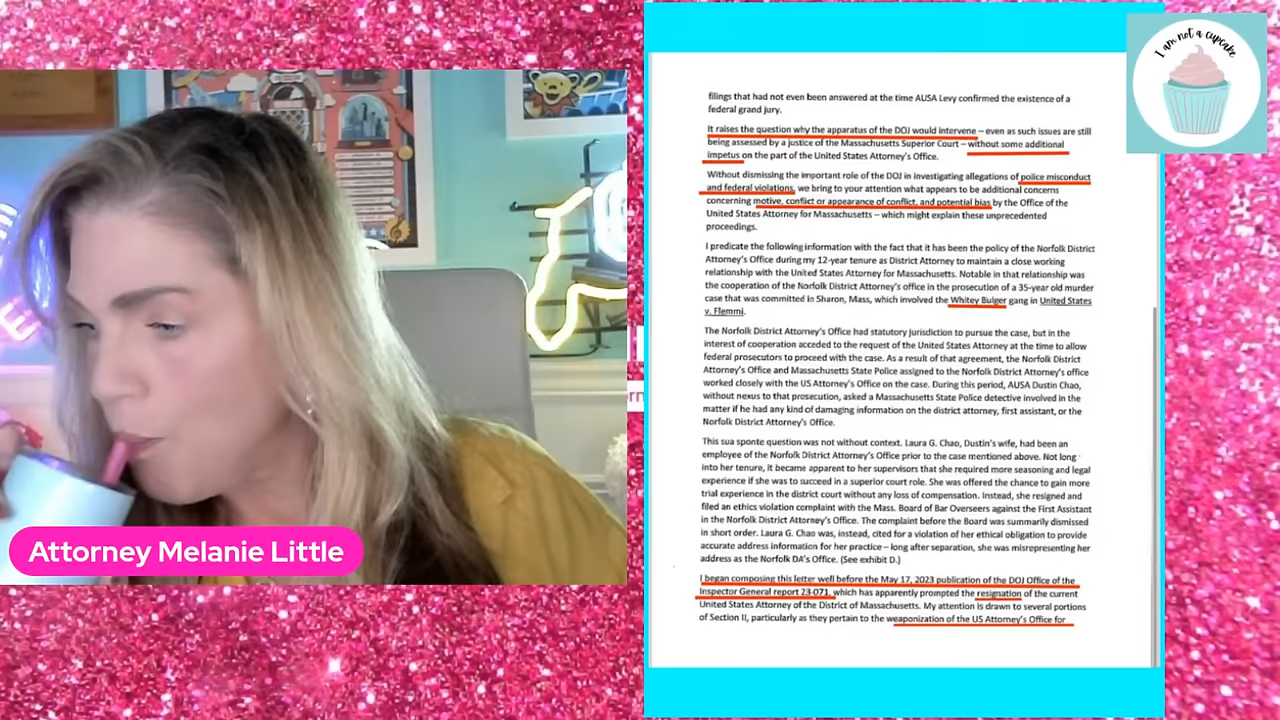 I am not a cupcake
filings that had not even been answered at the time AUSA Levy confirmed the existence of a
federal grand jury.
It raises the question why the apparatus of the DOJ would intervene – even as such issues are still
being assessed by a justice of the Massachusetts Superior Court – without some additional
impetus on the part of the United States Attorney's Office.
Without dismissing the important role of the DOJ in investigating allegations of police misconduct
and federal violations, we bring to your attention what appears to be additional concerns
concerning motive, conflict or appearance of conflict, and potential bias by the Office of the
United States Attorney for Massachusetts – which might explain these unprecedented
proceedings.
I predicate the following information with the fact that it has been the policy of the Norfolk District
Attorney's Office during my 12-year tenure as District Attorney to maintain a close working
relationship with the United States Attorney for Massachusetts. Notable in that relationship was
the cooperation of the Norfolk District Attorney's office in the prosecution of a 35-year old murder
case that was committed in Sharon, Mass, which involved the Whitey Bulger gang in United States
v. Flemmi.
The Norfolk District Attorney's Office had statutory jurisdiction to pursue the case, but in the
interest of cooperation acceded to the request of the United States Attorney at the time to allow
federal prosecutors to proceed with the case. As a result of that agreement, the Norfolk District
Attorney's Office and Massachusetts State Police assigned to the Norfolk District Attorney's office
worked closely with the US Attorney's Office on the case. During this period, AUSA Dustin Chao,
without nexus to that prosecution, asked a Massachusetts State Police detective involved in the
matter if he had any kind of damaging information on the district attorney, first assistant, or the
Norfolk District Attorney's Office.
This sua sponte question was not without context. Laura G. Chao, Dustin's wife, had been an
employee of the Norfolk District Attorney's Office prior to the case mentioned above. Not long
into her tenure, it became apparent to her supervisors that she required more seasoning and legal
experience if she was to succeed in a superior court role. She was offered the chance to gain more
trial experience in the district court without any loss of compensation. Instead, she resigned and
filed an ethics violation complaint with the Mass. Board of Bar Overseers against the First Assistant
in the Norfolk District Attorney's Office. The complaint before the Board was summarily dismissed
in short order. Laura G. Chao was, instead, cited for a violation of her ethical obligation to provide
accurate address information for her practice – long after separation, she was misrepresenting her
address as the Norfolk DA's Office. (See exhibit D.)
I began composing this letter well before the May 17, 2023 publication of the DOJ Office of the
Inspector General report 23-071, which has apparently prompted the resignation of the current
United States Attorney of the District of Massachusetts. My attention is drawn to several portions
of Section II, particularly as they pertain to the weaponization of the US Attorney's Office for
Attorney Melanie Little